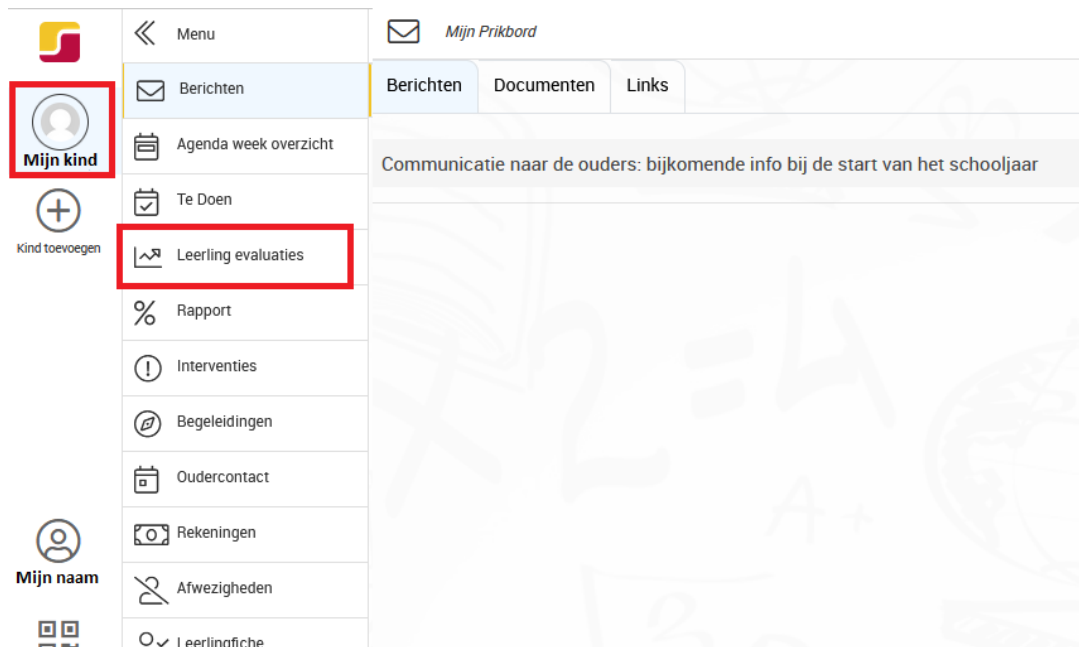 Mijn kind
Kind toevoegen
Mijn naam
Menu
Berichten
Agenda week overzicht
Te Doen
Leerling evaluaties
Rapport
Interventies
Begeleidingen
Oudercontact
Rekeningen
Afwezigheden
Leerlingfiche
Mijn Prikbord
Berichten Documenten Links
Communicatie naar de ouders: bijkomende info bij de start van het schooljaar
x2=4
A+